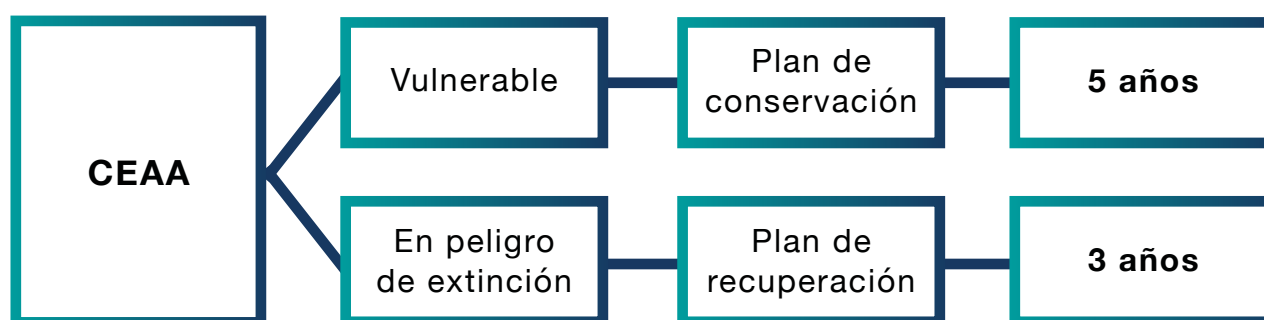 CEAA
Vulnerable
Plan de
conservación
5 años
En peligro
de extinción
Plan de
recuperación
3 años